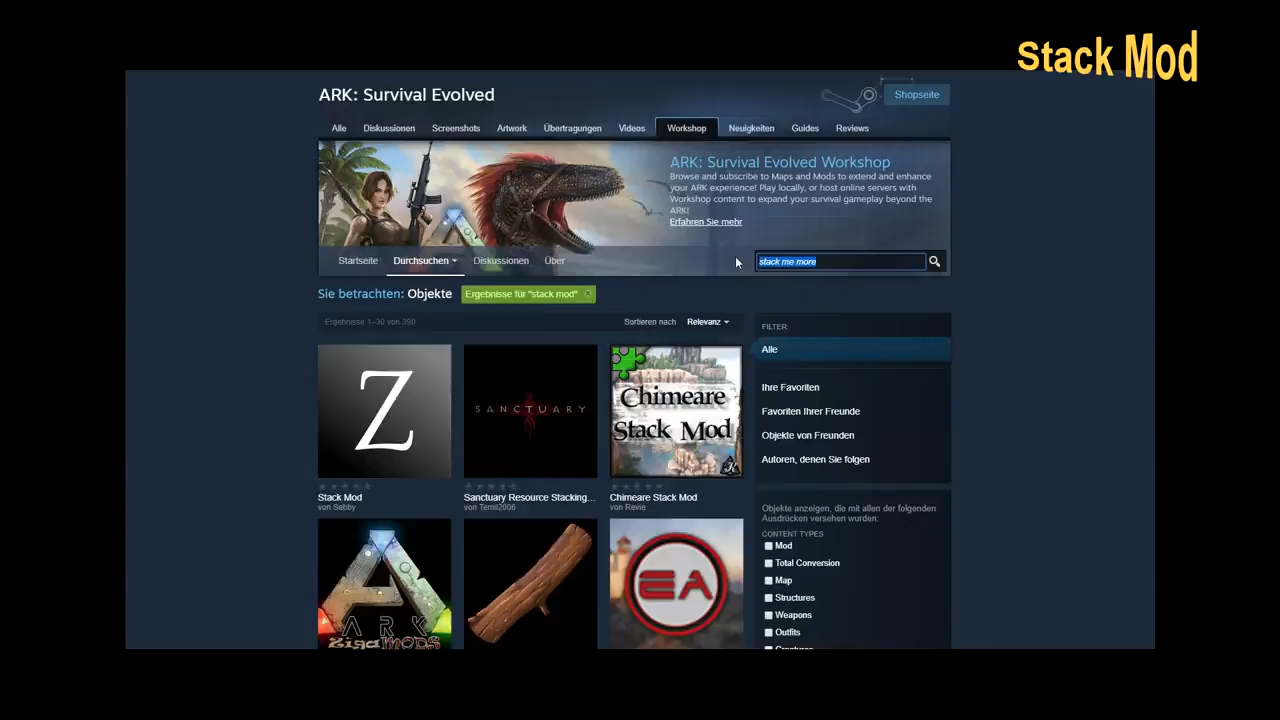 Stack Mod
ARK: Survival Evolved
Shopseite
Alle Diskussionen Screenshots Artwork Übertragungen Videos Workshop Neuigkeiten Guides Reviews
ARK: Survival Evolved Workshop
Browse and subscribe to Maps and Mods to extend and enhance
your ARK experience! Play locally, or host online servers with
Workshop content to expand your survival gameplay beyond the
ARK!
Erfahren Sie mehr
Startseite Durchsuchen Diskussionen Über
stack me more
Sie betrachten: Objekte
Ergebnisse für "stack mod"
Ergebnisse 1-30 von 390
Sortieren nach Relevanz
Z
SANCTUARY
Chimeare
Stack Mod
Stack Mod
von Sebby
Sanctuary Resource Stacking...
von Temil2006
Chimeare Stack Mod
von Revie
ARK
ZigaMODS
EA
FILTER:
Alle
Ihre Favoriten
Favoriten Ihrer Freunde
Objekte von Freunden
Autoren, denen Sie folgen
Objekte anzeigen, die mit allen der folgenden
Ausdrücken versehen wurden:
CONTENT TYPES
Mod
Total Conversion
Map
Structures
Weapons
Outfits
Creatures